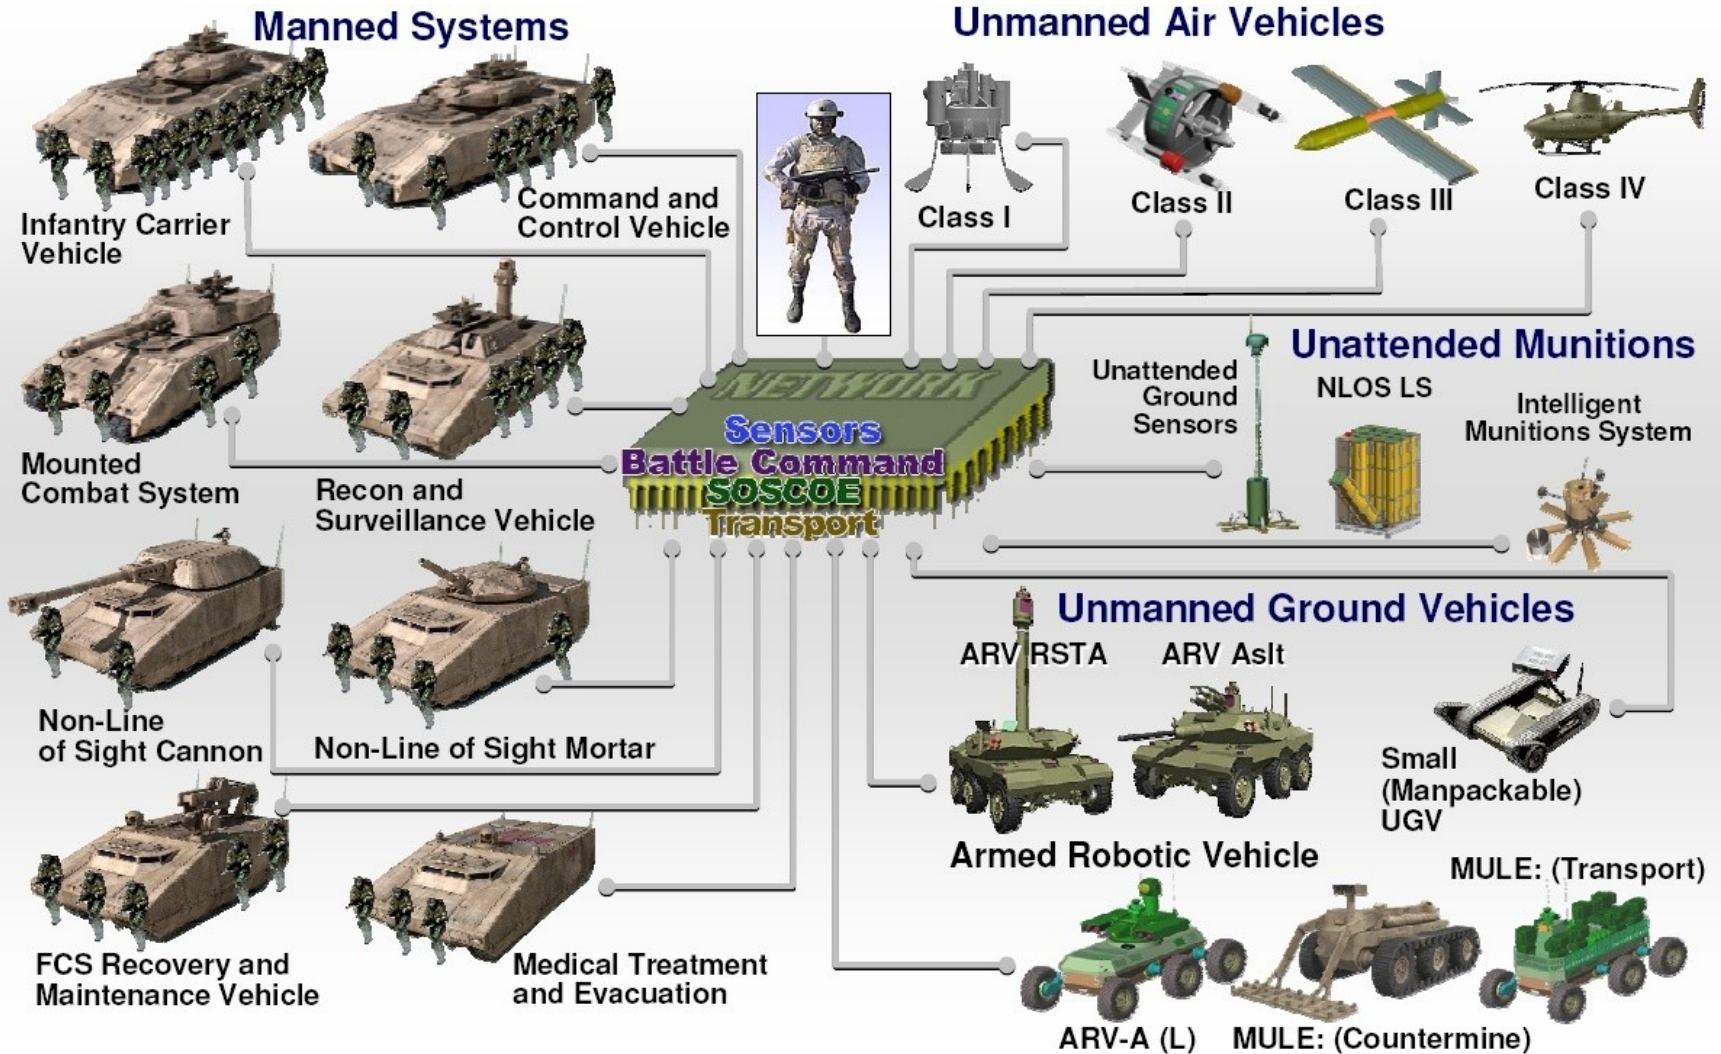 Manned Systems
Infantry Carrier
Vehicle
Command and
Control Vehicle
Mounted
Combat System
Recon and
Surveillance Vehicle
Non-Line
of Sight Cannon
Non-Line of Sight Mortar
FCS Recovery and
Maintenance Vehicle
Medical Treatment
and Evacuation
NETWORK
Sensors
Battle Command
SOSCOE
Transport
Unmanned Air Vehicles
Class I
Class II
Class III
Class IV
Unattended
Ground
Sensors
Unattended Munitions
NLOS LS
Intelligent
Munitions System
Unmanned Ground Vehicles
ARV RSTA
ARV Aslt
Small
(Manpackable)
UGV
Armed Robotic Vehicle
MULE: (Transport)
ARV-A (L)
MULE: (Countermine)